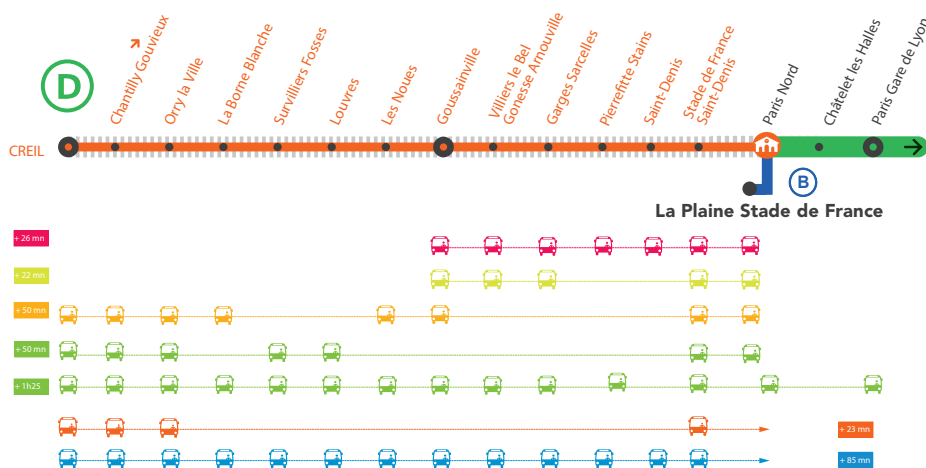 D
CREIL
Chantilly Gouvieux
Orry la Ville
La Borne Blanche
Survilliers Fosses
Louvres
Les Noues
Goussainville
Villiers le Bel
Gonesse Arnouville
Garges Sarcelles
Pierrefitte Stains
Saint-Denis
Stade de France
Saint-Denis
Paris Nord
Châtelet les Halles
Paris Gare de Lyon
B
La Plaine Stade de France
+ 26 mn
+ 22 mn
+ 50 mn
+ 50 mn
+ 1h25
+ 23 mn
+ 85 mn